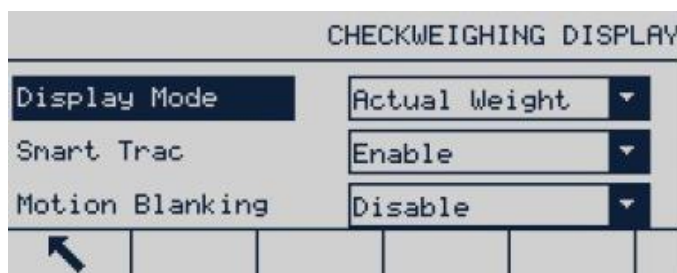 CHECKWEIGHING DISPLAY
Display Mode Actual Weight
Smart Trac Enable
Motion Blanking Disable